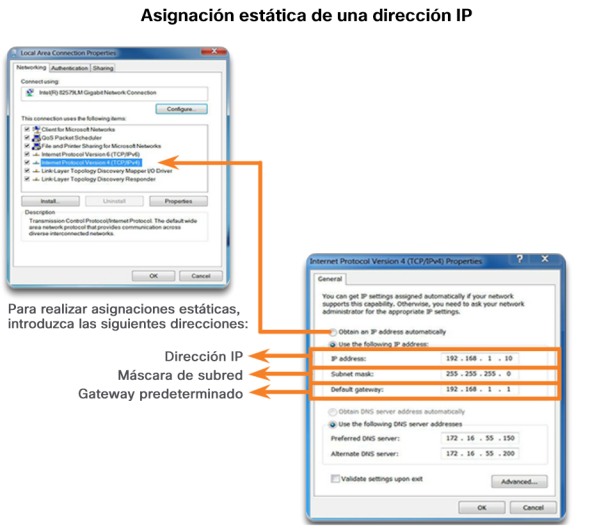 Asignación estática de una dirección IP
Local Area Connection Properties
Networking Authentication Sharing
Connect using:
Intel(R) 82579LM Gigabit Network Connection
Configure...
This connection uses the following items:
Client for Microsoft Networks
QoS Packet Scheduler
File and Printer Sharing for Microsoft Networks
Internet Protocol Version 6 (TCP/IPv6)
Internet Protocol Version 4 (TCP/IPv4)
Link-Layer Topology Discovery Mapper I/O Driver
Link-Layer Topology Discovery Responder
Install... Uninstall Properties
Description
Transmission Control Protocol/Internet Protocol. The default wide
area network protocol that provides communication across
diverse interconnected networks.
OK Cancel
Para realizar asignaciones estáticas,
introduzca las siguientes direcciones:
Dirección IP
Máscara de subred
Gateway predeterminado
Internet Protocol Version 4 (TCP/IPv4) Properties
General
You can get IP settings assigned automatically if your network
supports this capability. Otherwise, you need to ask your network
administrator for the appropriate IP settings.
Obtain an IP address automatically
Use the following IP address:
IP address: 192 . 168 . 1 . 10
Subnet mask: 255 . 255 . 255 . 0
Default gateway: 192 . 168 . 1 . 1
Obtain DNS server address automatically
Use the following DNS server addresses
Preferred DNS server: 172 . 16 . 55 . 150
Alternate DNS server: 172 . 16 . 55 . 200
Validate settings upon exit
Advanced...
OK Cancel